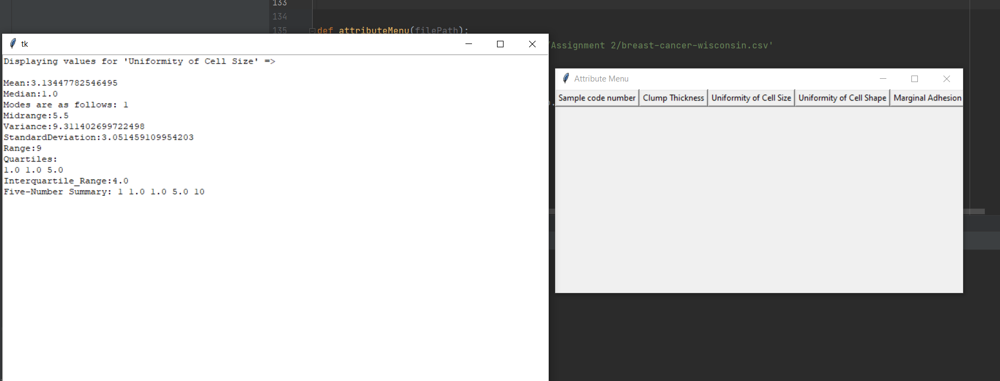 133
134
135 def attributeMenu(filePath):
/Assignment 2/breast-cancer-wisconsin.csv'
tk
Displaying values for 'Uniformity of Cell Size' =>
Mean:3.13447782546495
Median:1.0
Modes are as follows: 1
Midrange:5.5
Variance:9.311402699722498
StandardDeviation:3.051459109954203
Range:9
Quartiles:
1.0 1.0 5.0
Interquartile_Range:4.0
Five-Number Summary: 1 1.0 1.0 5.0 10
Attribute Menu
Sample code number Clump Thickness Uniformity of Cell Size Uniformity of Cell Shape Marginal Adhesion